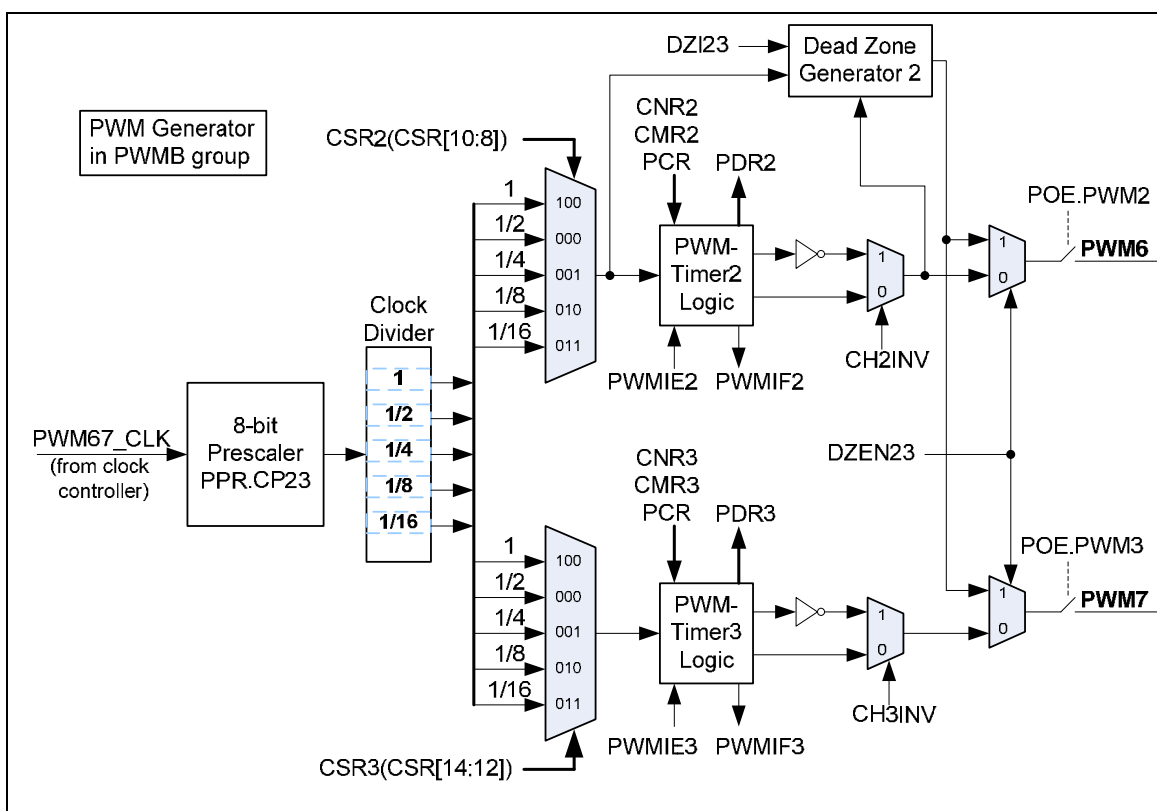 PWM Generator
in PWMB group
DZI23
Dead Zone
Generator 2
CSR2(CSR[10:8])
CNR2
CMR2
PCR
PDR2
1
1/2
1/4
1/8
1/16
100
000
001
010
011
PWM-
Timer2
Logic
1
0
CH2INV
PWMIE2
PWMIF2
1
0
POE.PWM2
PWM6
Clock
Divider
1
1/2
1/4
1/8
1/16
PWM67_CLK
(from clock
controller)
8-bit
Prescaler
PPR.CP23
DZEN23
CNR3
CMR3
PCR
PDR3
1
1/2
1/4
1/8
1/16
100
000
001
010
011
PWM-
Timer3
Logic
1
0
CH3INV
PWMIE3
PWMIF3
1
0
POE.PWM3
PWM7
CSR3(CSR[14:12])